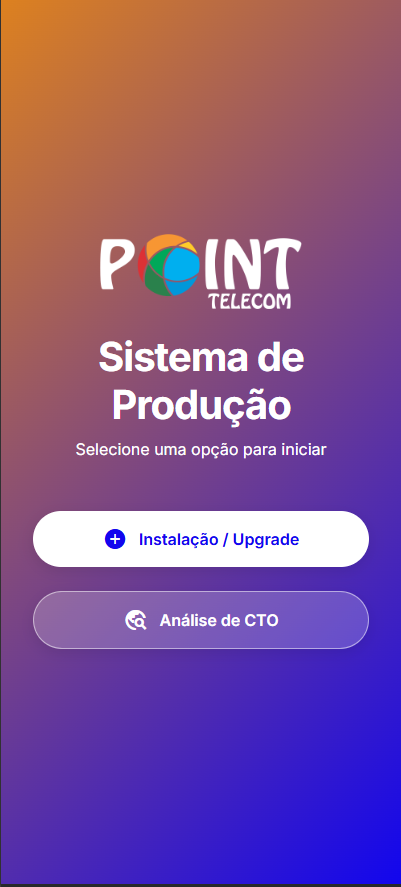 POINT
TELECOM
Sistema de
Produção
Selecione uma opção para iniciar
Instalação / Upgrade
Análise de CTO